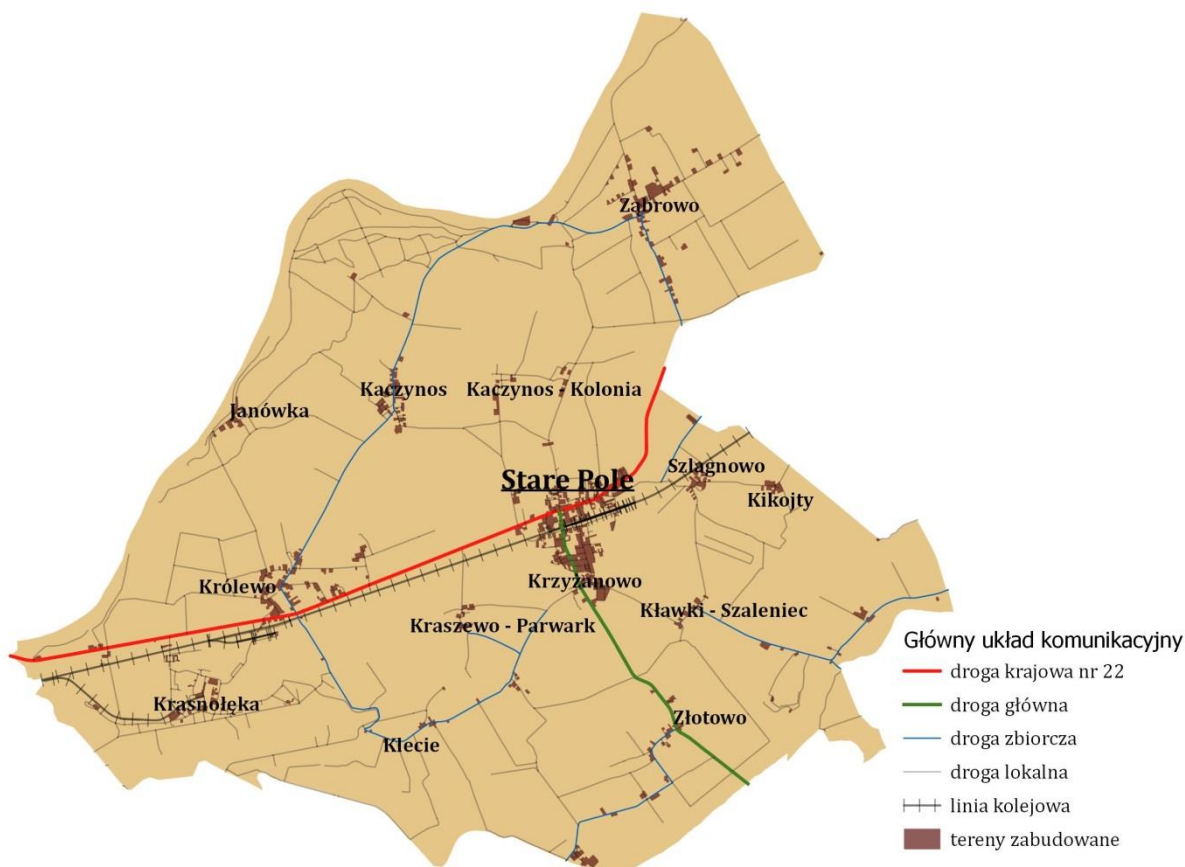 Ząbrowo
Kaczynos
Kaczynos - Kolonia
Janówka
Stare Pole
Szlagnowo
Kikojty
Królewo
Krzyżanowo
Kraszewo - Parwark
Kławki - Szaleniec
Krasnołęka
Klecie
Złotowo
Główny układ komunikacyjny
droga krajowa nr 22
droga główna
droga zbiorcza
droga lokalna
linia kolejowa
tereny zabudowane